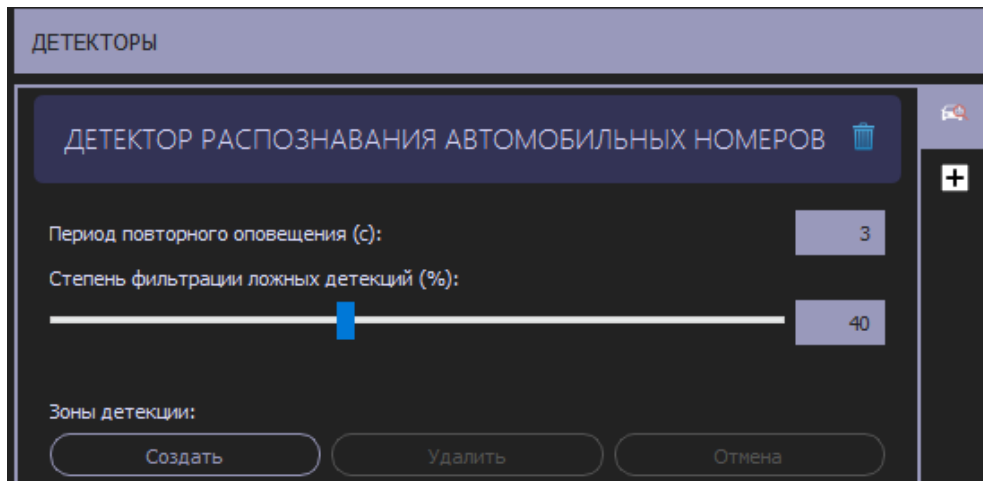 ДЕТЕКТОРЫ
ДЕТЕКТОР РАСПОЗНАВАНИЯ АВТОМОБИЛЬНЫХ НОМЕРОВ
Период повторного оповещения (с): 3
Степень фильтрации ложных детекций (%):
40
Зоны детекции:
Создать Удалить Отмена